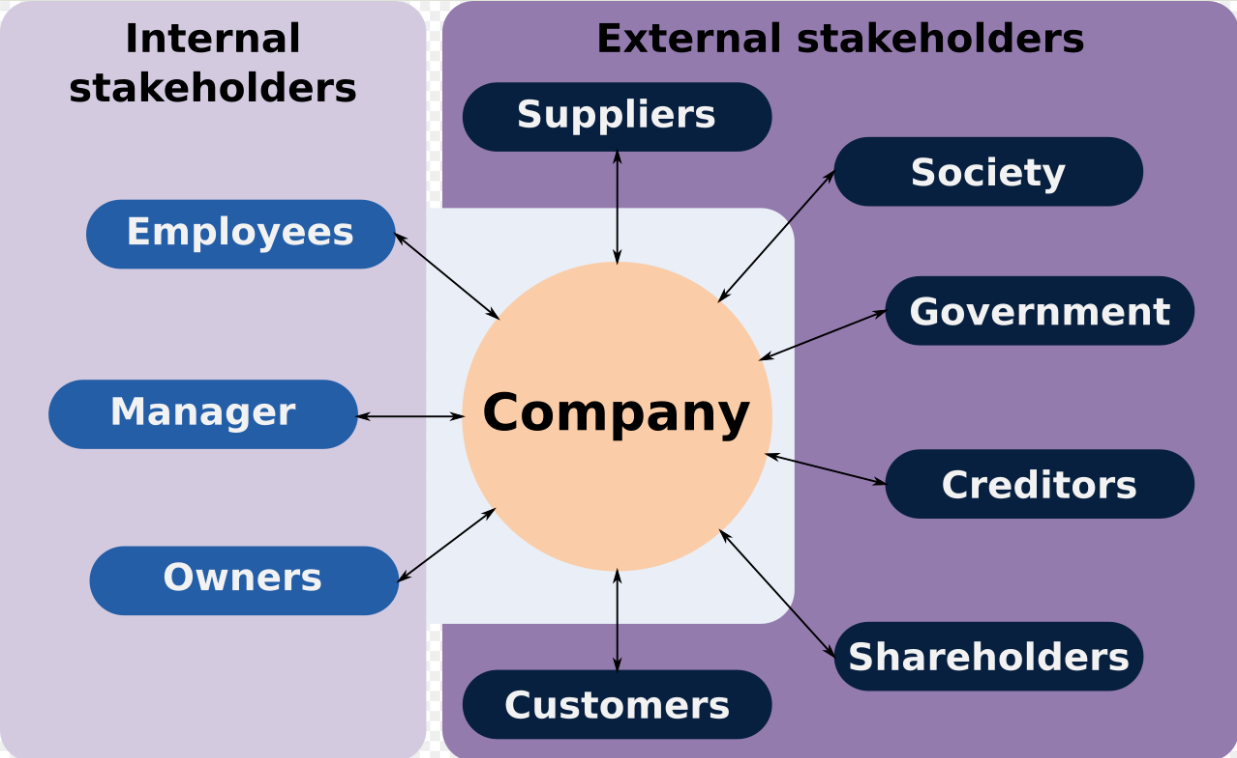 Internal
stakeholders
Employees
Manager
Owners
External stakeholders
Suppliers
Society
Government
Company
Creditors
Shareholders
Customers